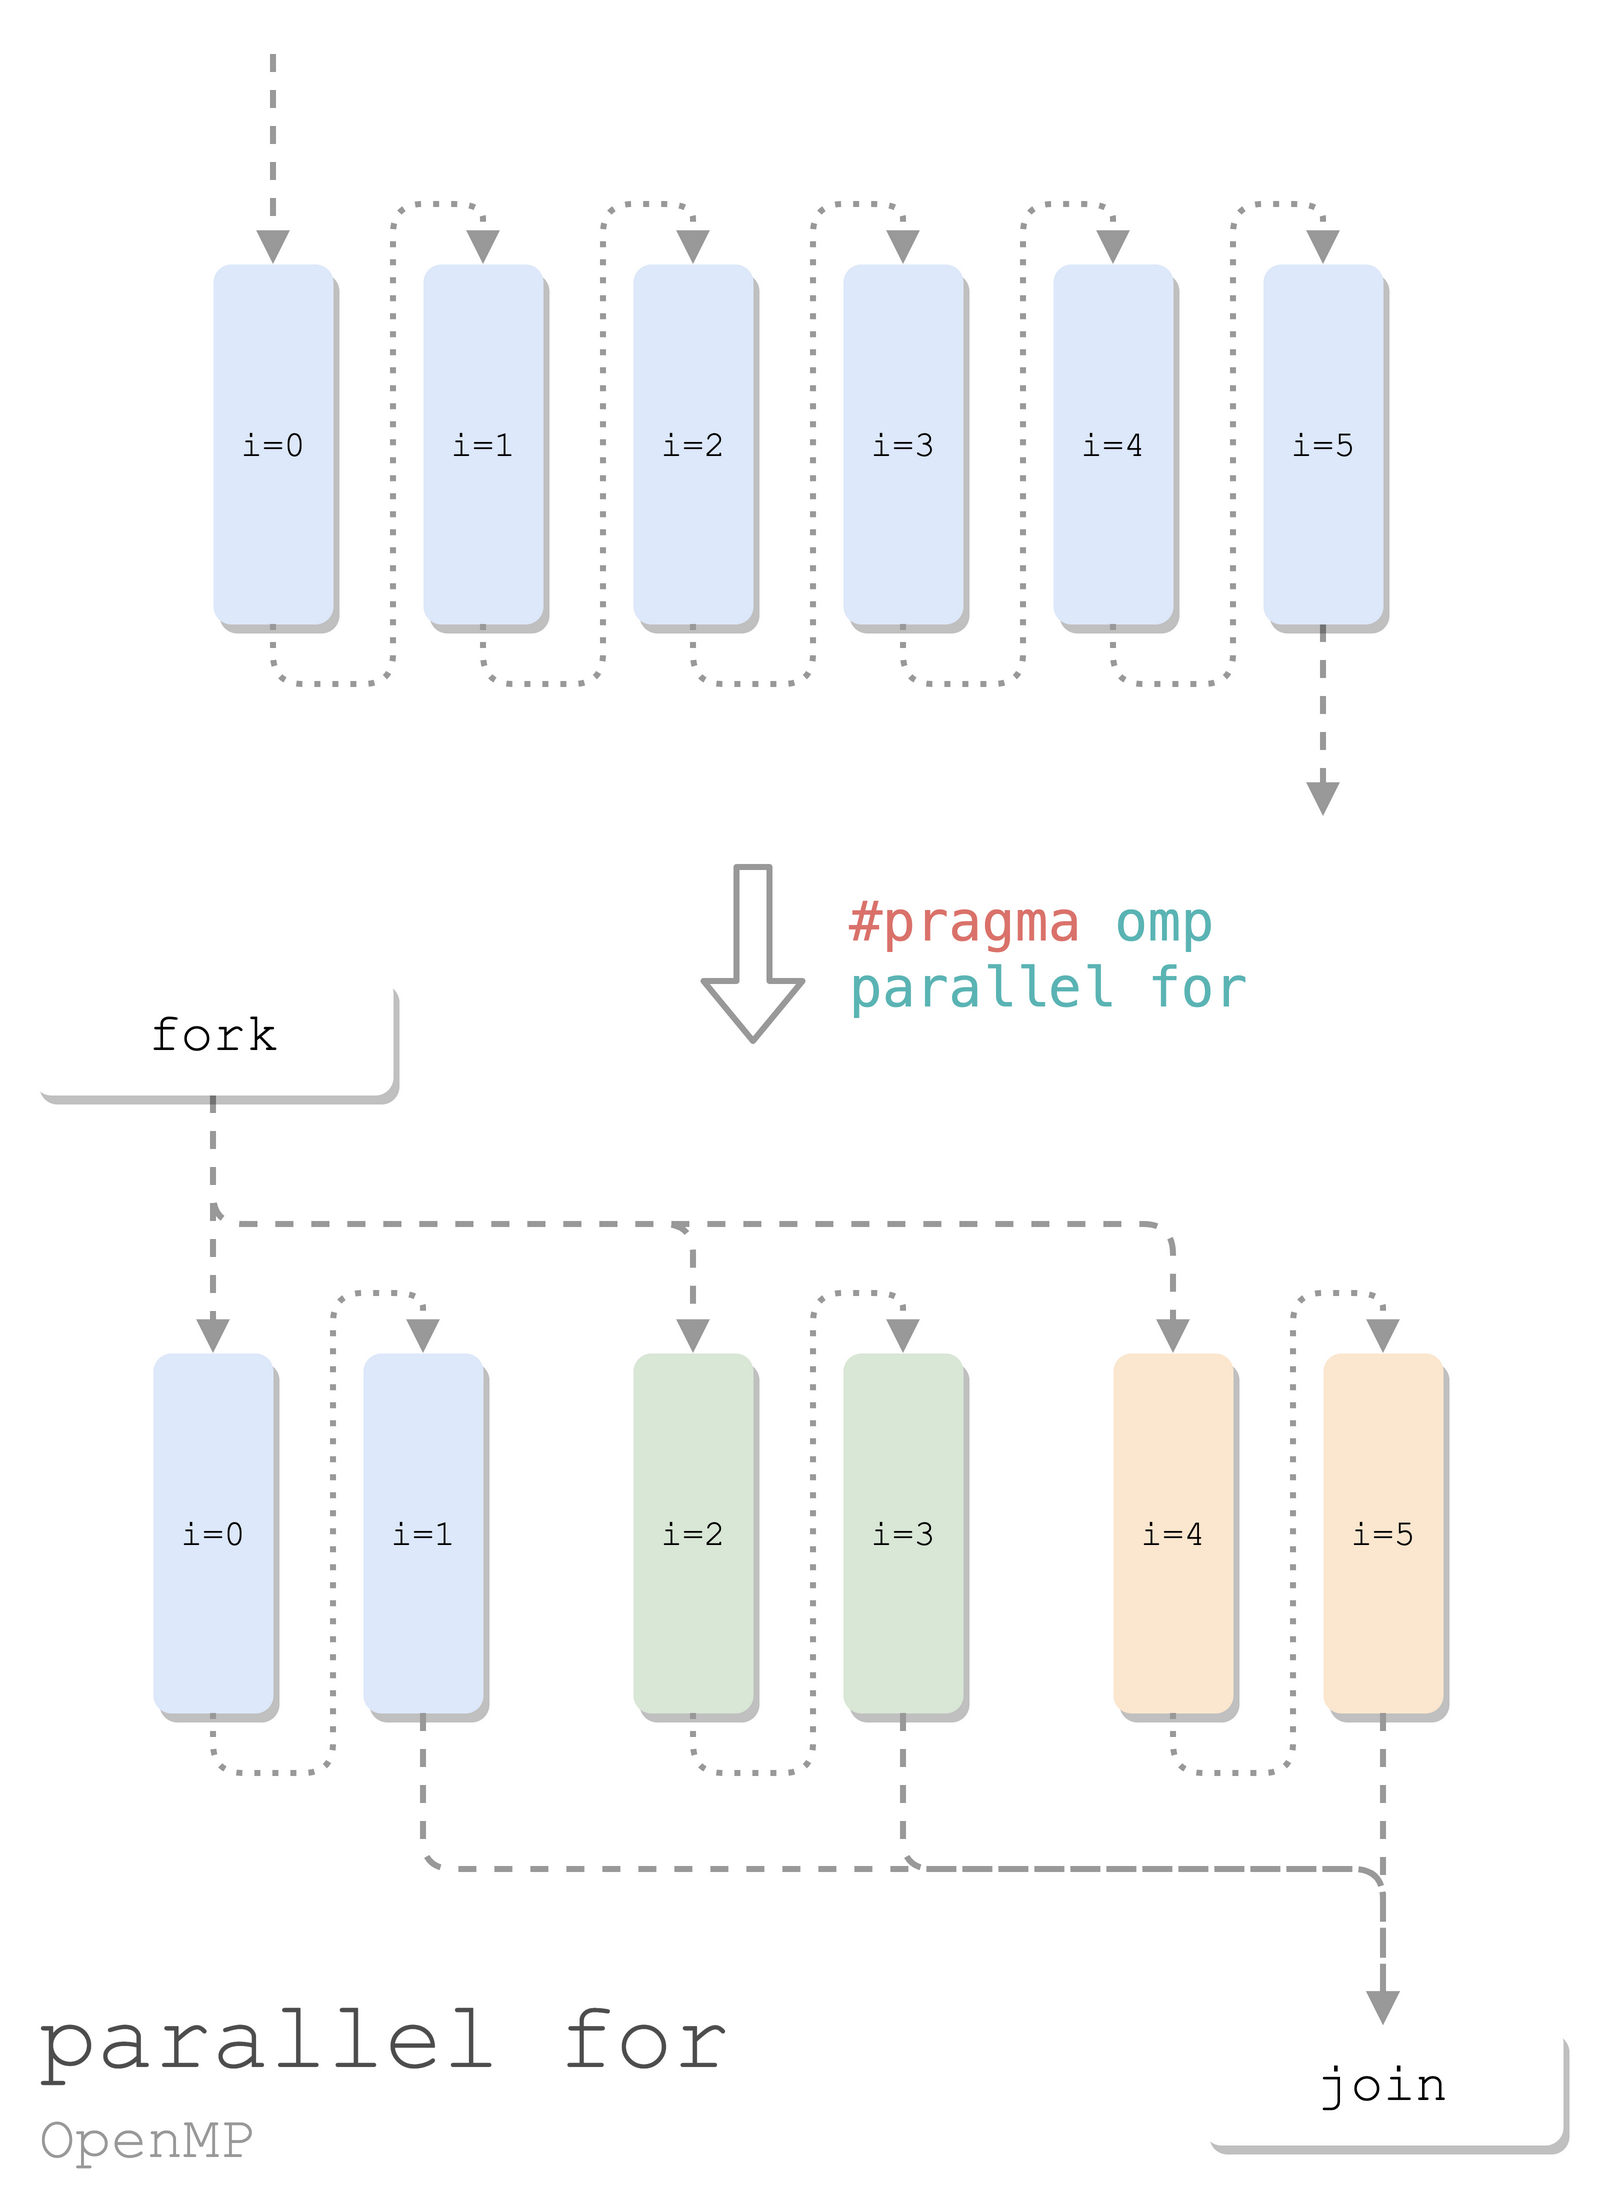 i=0 i=1 i=2 i=3 i=4 i=5
#pragma omp
parallel for
fork
i=0 i=1 i=2 i=3 i=4 i=5
parallel for
join
OpenMP